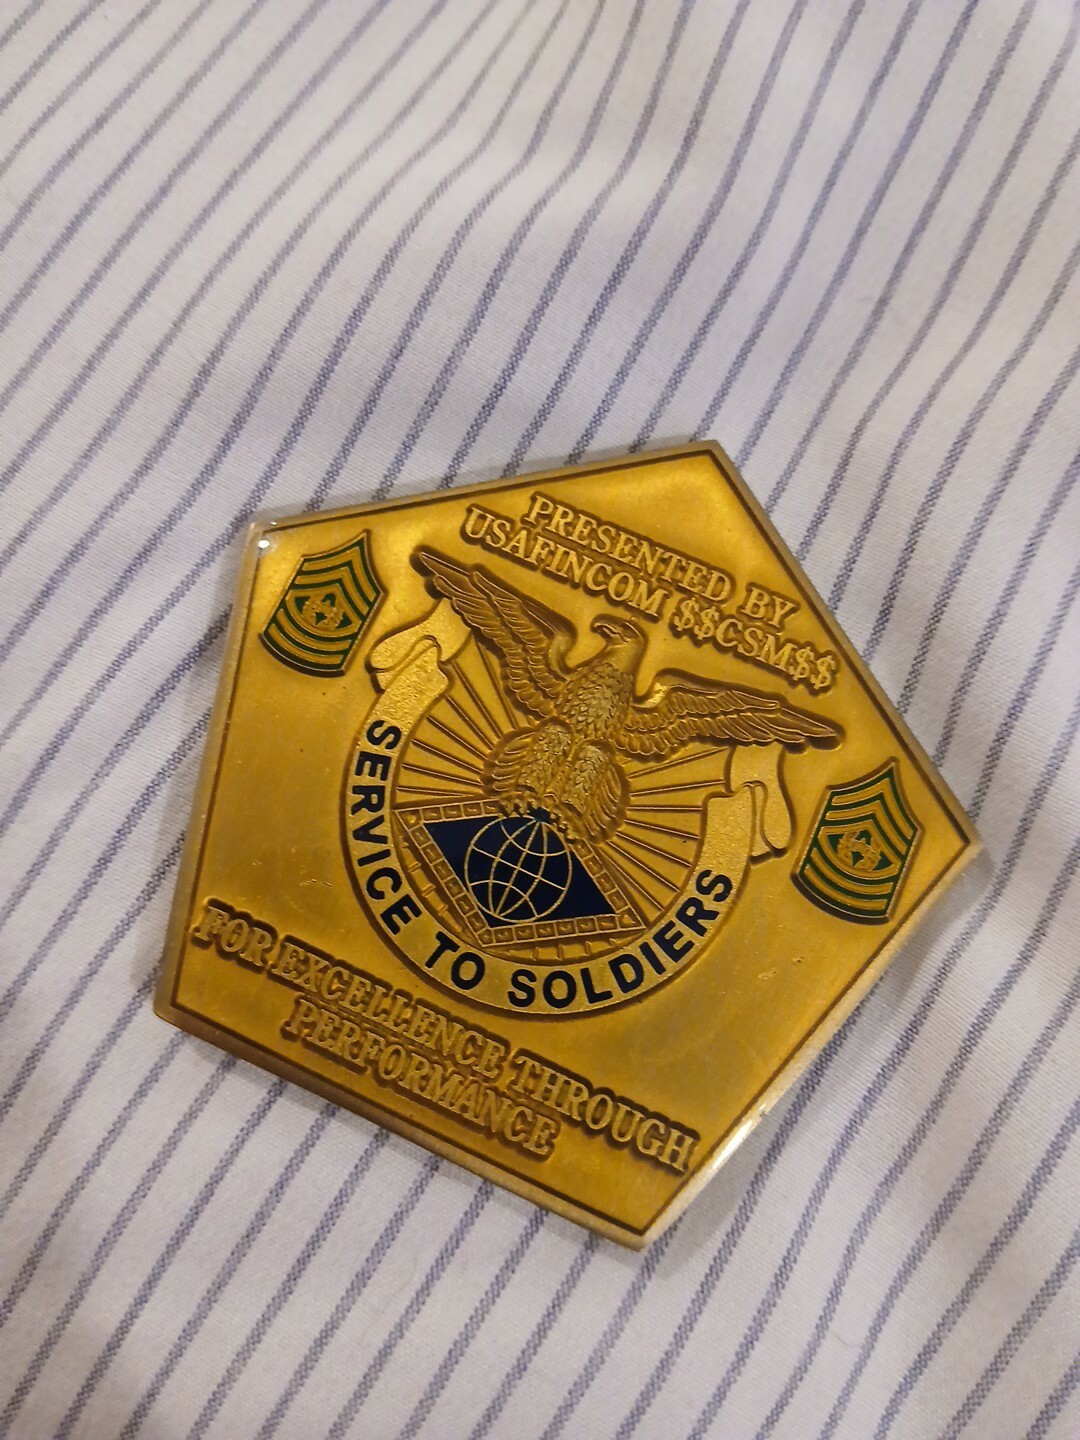 PRESENTED BY
USAFINCOM $$CSM$$
SERVICE TO SOLDIERS
FOR EXCELLENCE THROUGH
PERFORMANCE